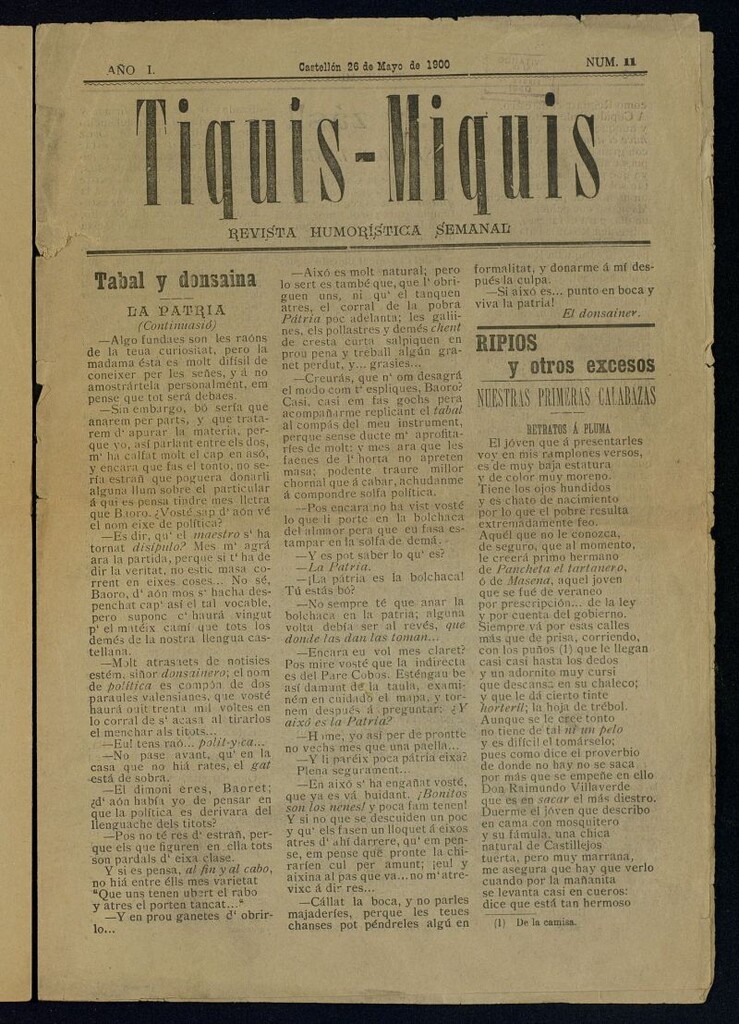 AÑO I.
Castellón 26 de Mayo de 1900
NUM. 11
Tiquis-Miquis
REVISTA HUMORÍSTICA SEMANAL
Tabal y donsaina
LA PATRIA
(Continuasió)
—Algo fundaes son les raóns
de la teua curiositat, pero la
madama ésta es molt difísil de
coneixer per les señes, y á no
amostrártela personalmént, em
pense que tot será debaes.
—Sin embargo, bó sería que
anarem per parts, y que trata-
rem d' apurar la materia, per-
que yo, así parlant entre els dos,
m' ha calfat molt el cap en asó,
y encara que fas el tonto, no se-
ría estrañ que poguera donarli
alguna llum sobre el particular
á qui es pensa tindre mes lletra
que Baoro. ¿Vosté sap d' aón vé
el nom eixe de política?
—Es dir, qu' el maestro s' ha
tornat disípulo? Mes m' agrá
ara la partida, perque si t' ha de
dir la veritat, no estic masa co-
rrent en eixes coses... No sé,
Baoro, d' aón mos s' hacha des-
penchat cap' así el tal vocable,
pero suponc c' haurá vingut
p' el mateix camí que tots los
demés de la nostra llengua cas-
tellana.
—Molt atrasaets de notisies
estém, siñor donsainero; el nom
de política es compón de dos
paraules valensianes, que vosté
haurá ouit trenta mil voltes en
lo corral de s' acasa al tirarlos
el menchar als titots...
—Eu! tens raó... polit-y-ca...
—No pase avant, qu' en la
casa que no hiá rates, el gat
está de sobra.
—El dimoni eres, Baoret;
¿d' aón había yo de pensar en
que la política es derivara del
llenguache dels titots?
—Pos no té res d' estrañ, per-
que els que figuren en ella tots
son pardals d' eixa clase.
Y si es pensa, al fin y al cabo,
no hiá entre élls mes varietat
"Que uns tenen ubert el rabo
y atres el porten tancat..."
—Y en prou ganetes d' obrir-
lo...
—Aixó es molt natural; pero
lo sert es també que, que l' obri-
guen uns, ni qu' el tanquen
atres, el corral de la pobra
Pátria poc adelanta; les galli-
nes, els pollastres y demés chent
de cresta curta salpiquen en
prou pena y treball algún gra-
net perdut, y... grasies...
—Creurás, que n' om desagrá
el modo com t' espliques, Baoro?
Casi, casi em fas gochs pera
acompañarme replicant el tabal
al compás del meu instrument,
perque sense ducte m' aprofita-
ríes de molt; y mes ara que les
faenes de l' horta no apreten
masa; podente traure millor
chornal que á cabar, achudanme
á compondre solfa política.
—Pos encara no ha vist vosté
lo que li porte en la bolchaca
del almaor pera que eu fasa es-
tampar en la solfa de demá.
—Y es pot saber lo qu' es?
—La Patria.
—¡La pátria es la bolchaca!
Tú estás bó?
—No sempre té que anar la
bolchaca en la patria; alguna
volta debía ser al revés, que
donde las dan las toman...
—Encara eu vol mes claret?
Pos mire vosté que la indirecta
es del Pare Cobos. Esténgau be
así damunt de la taula, examí-
nem en cuidado el mapa, y tor-
nem después á preguntar: ¿Y
aixó es la Patria?
—Home, yo así per de prontte
no vechs mes que una paella...
—Y li paréix poca pátria eixa?
Plena segurament...
—En aixó s' ha engañat vosté,
que ya es vá buidant. ¡Bonitos
son los nenes! y poca fam tenen!
Y si no que se descuiden un poc
y qu' els fasen un lloquet á eixos
atres d' ahí darrere, qu' em pen-
se, em pense qué pronte la chi-
raríen cul per amunt; ¡eu! y
aixina al pas que va... no m' atre-
vixc á dir res...
—Cállat la boca, y no parles
majaderíes, perque les teues
chanses pot péndreles algú en
formalitat, y donarme á mí des-
pués la culpa.
—Si aixó es... punto en boca y
viva la patria!
El donsainer.
RIPIOS
y otros excesos
NUESTRAS PRIMERAS CALABAZAS
RETRATOS Á PLUMA
El jóven que á presentarles
voy en mis ramplones versos,
es de muy baja estatura
y de color muy moreno.
Tiene los ojos hundidos
y es chato de nacimiento
por lo que el pobre resulta
extremadamente feo.
Aquél que no le conozca,
de seguro, que al momento,
le creerá primo hermano
de Pancheta el tartanero,
ó de Masena, aquel joven
que se fué de veraneo
por prescripción... de la ley
y por cuenta del gobierno.
Siempre vá por esas calles
más que de prisa, corriendo,
con los puños (1) que le llegan
casi casi hasta los dedos
y un adornito muy cursi
que descansa en su chaleco;
y que le dá cierto tinte
horteril; la hoja de trébol.
Aunque se le cree tonto
no tiene de tal ni un pelo
y es difícil el tomárselo;
pues como dice el proverbio
de donde no hay no se saca
por más que se empeñe en ello
Don Raimundo Villaverde
que es en sacar el más diestro.
Duerme el jóven que describo
en cama con mosquitero
y su fámula, una chica
natural de Castillejos
tuerta, pero muy marrana,
me asegura que hay que verlo
cuando por la mañanita
se levanta casi en cueros:
dice que está tan hermoso
(1) De la camisa.